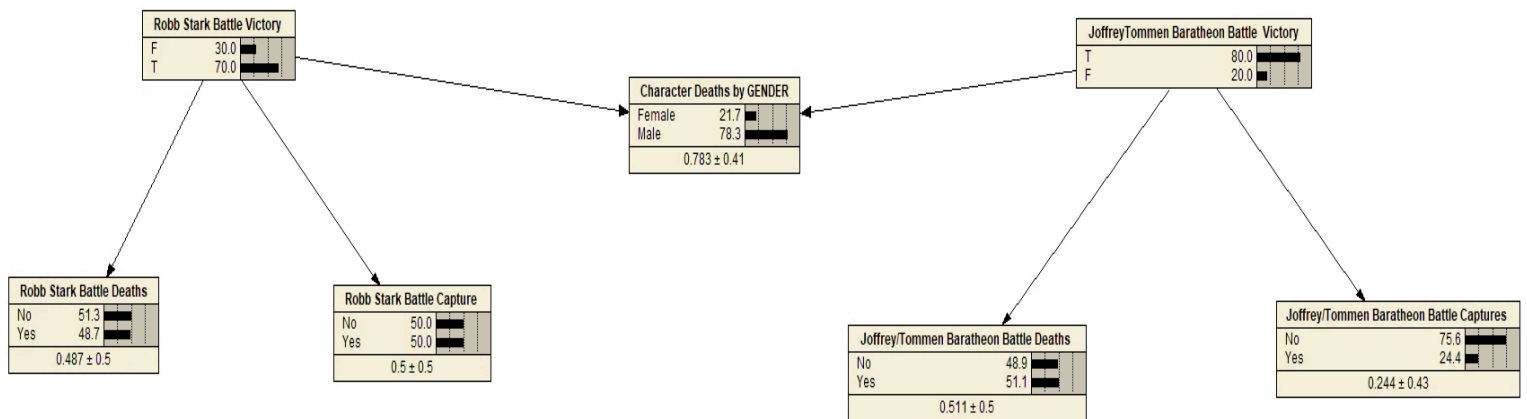 Robb Stark Battle Victory
F 30.0
T 70.0
JoffreyTommen Baratheon Battle Victory
T 80.0
F 20.0
Character Deaths by GENDER
Female 21.7
Male 78.3
0.783 ± 0.41
Robb Stark Battle Deaths
No 51.3
Yes 48.7
0.487 ± 0.5
Robb Stark Battle Capture
No 50.0
Yes 50.0
0.5 ± 0.5
Joffrey/Tommen Baratheon Battle Deaths
No 48.9
Yes 51.1
0.511 ± 0.5
Joffrey/Tommen Baratheon Battle Captures
No 75.6
Yes 24.4
0.244 ± 0.43